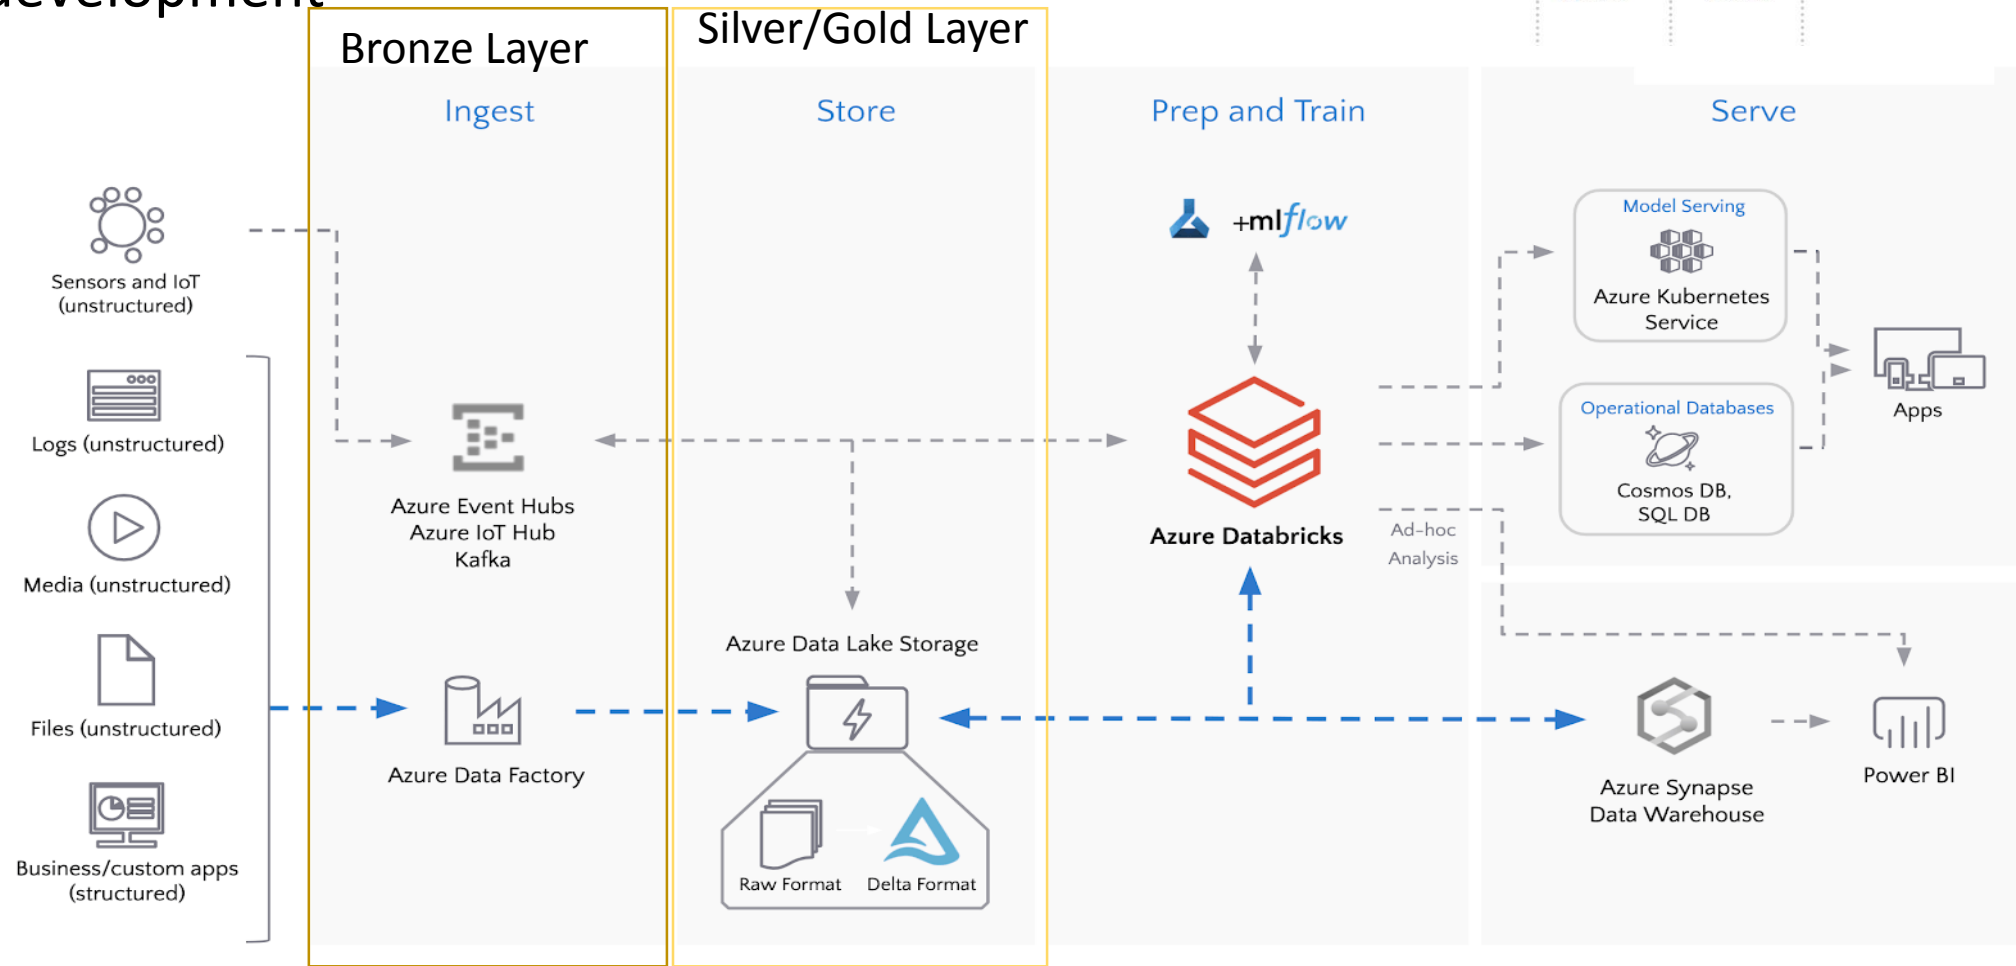 development
Bronze Layer
Silver/Gold Layer
Ingest
Store
Prep and Train
Serve
Sensors and IoT
(unstructured)
Logs (unstructured)
Media (unstructured)
Files (unstructured)
Business/custom apps
(structured)
Azure Event Hubs
Azure IoT Hub
Kafka
Azure Data Factory
Azure Data Lake Storage
Raw Format
Delta Format
+mlflow
Azure Databricks
Ad-hoc
Analysis
Model Serving
Azure Kubernetes
Service
Operational Databases
Cosmos DB,
SQL DB
Apps
Azure Synapse
Data Warehouse
Power BI